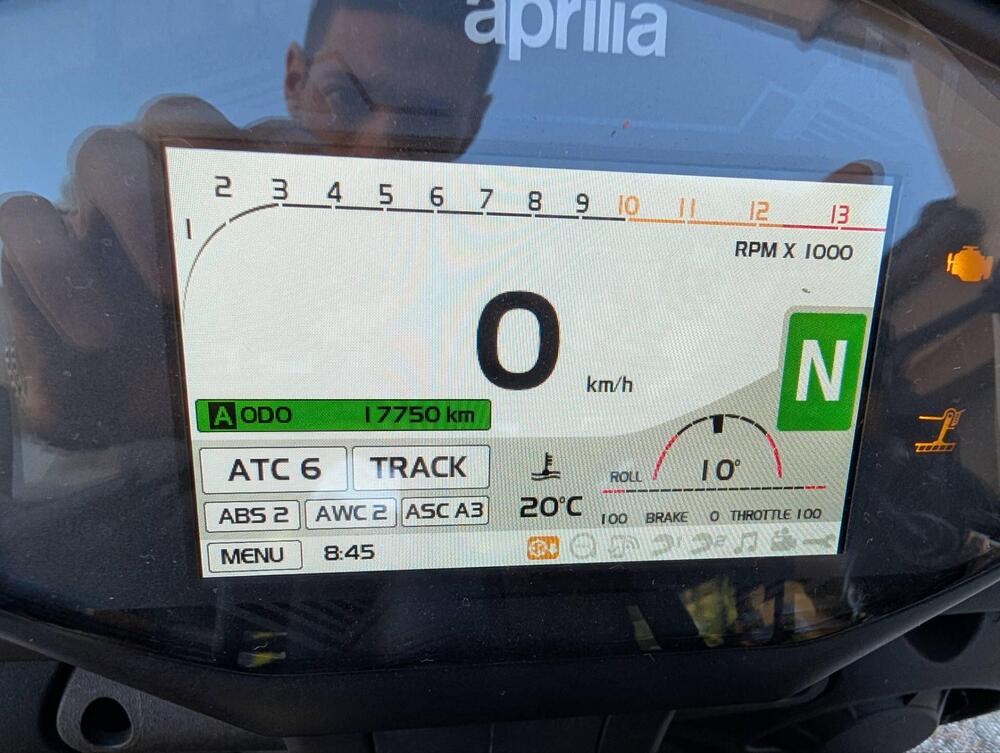 aprilia
1 2 3 4 5 6 7 8 9 10 11 12 13
RPM X 1000
0 km/h
N
A ODO 17750 km
ATC 6 TRACK
ABS 2 AWC 2 ASC A3
20°C
ROLL 10°
100 BRAKE 0 THROTTLE 100
MENU 8:45